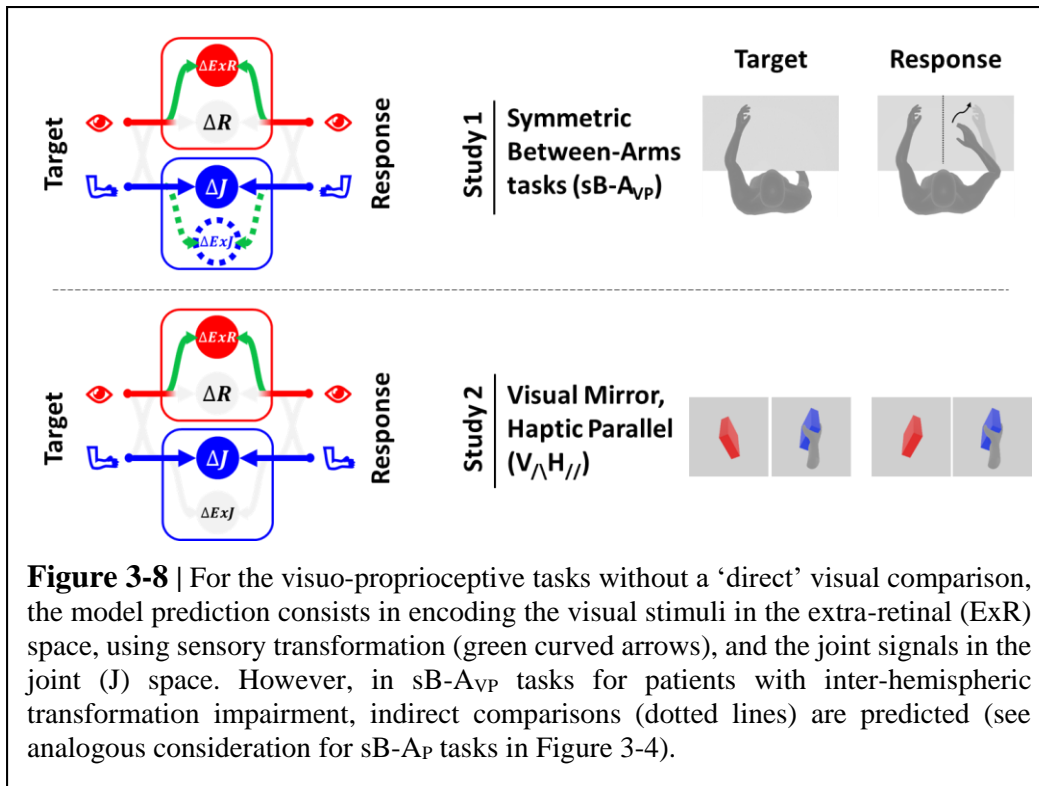 Target
ΔExR
ΔR
ΔJ
ΔExJ
Response
Study 1
Symmetric
Between-Arms
tasks (sB-AVP)
Target
Response
Target
ΔExR
ΔR
ΔJ
ΔExJ
Response
Study 2
Visual Mirror,
Haptic Parallel
(V/\H//)
Figure 3-8 | For the visuo-proprioceptive tasks without a ‘direct’ visual comparison,
the model prediction consists in encoding the visual stimuli in the extra-retinal (ExR)
space, using sensory transformation (green curved arrows), and the joint signals in the
joint (J) space. However, in sB-AVP tasks for patients with inter-hemispheric
transformation impairment, indirect comparisons (dotted lines) are predicted (see
analogous consideration for sB-AP tasks in Figure 3-4).